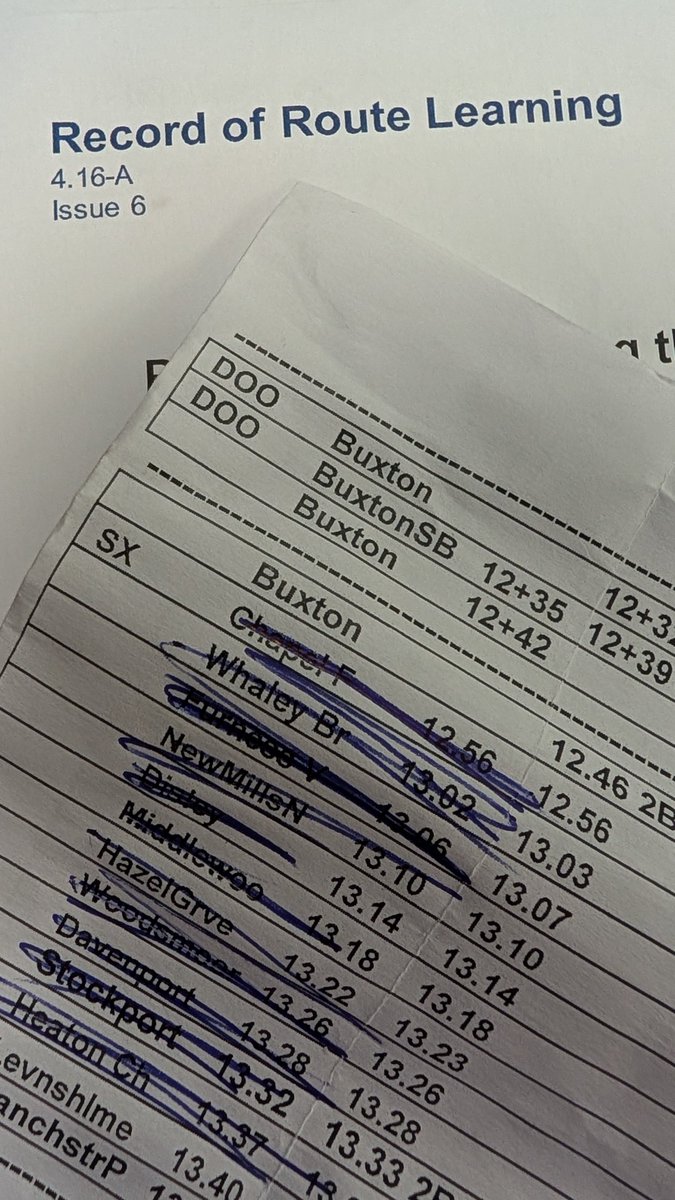 Record of Route Learning
4.16-A
Issue 6
g t
DOO Buxton 12+3
DOO BuxtonSB 12+35 12+39
Buxton 12+42
SX Buxton 12.46 2B
Chapel F 12.56 12.56
Whaley Br 13.02 13.03
Furness V 13.06 13.07
NewMillsN 13.10 13.10
Disley 13.14 13.14
Middlewoo 13.18 13.18
HazelGrve 13.22 13.23
Woodsmoor 13.26 13.26
Davenport 13.28 13.28
Stockport 13.32 13.33
Heaton Ch 13.37
evnshlme 13.40
anchstrP